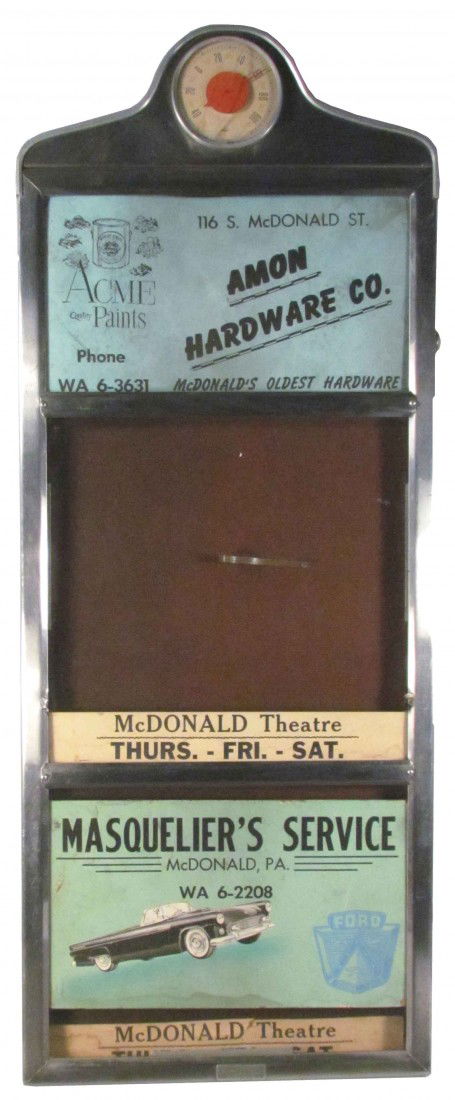 116 S. McDONALD ST.
AMON
HARDWARE CO.
ACME
Quality Paints
Phone
WA 6-3631
McDONALD'S OLDEST HARDWARE
McDONALD Theatre
THURS. - FRI. - SAT.
MASQUELIER'S SERVICE
McDONALD, PA.
WA 6-2208
FORD
McDONALD Theatre